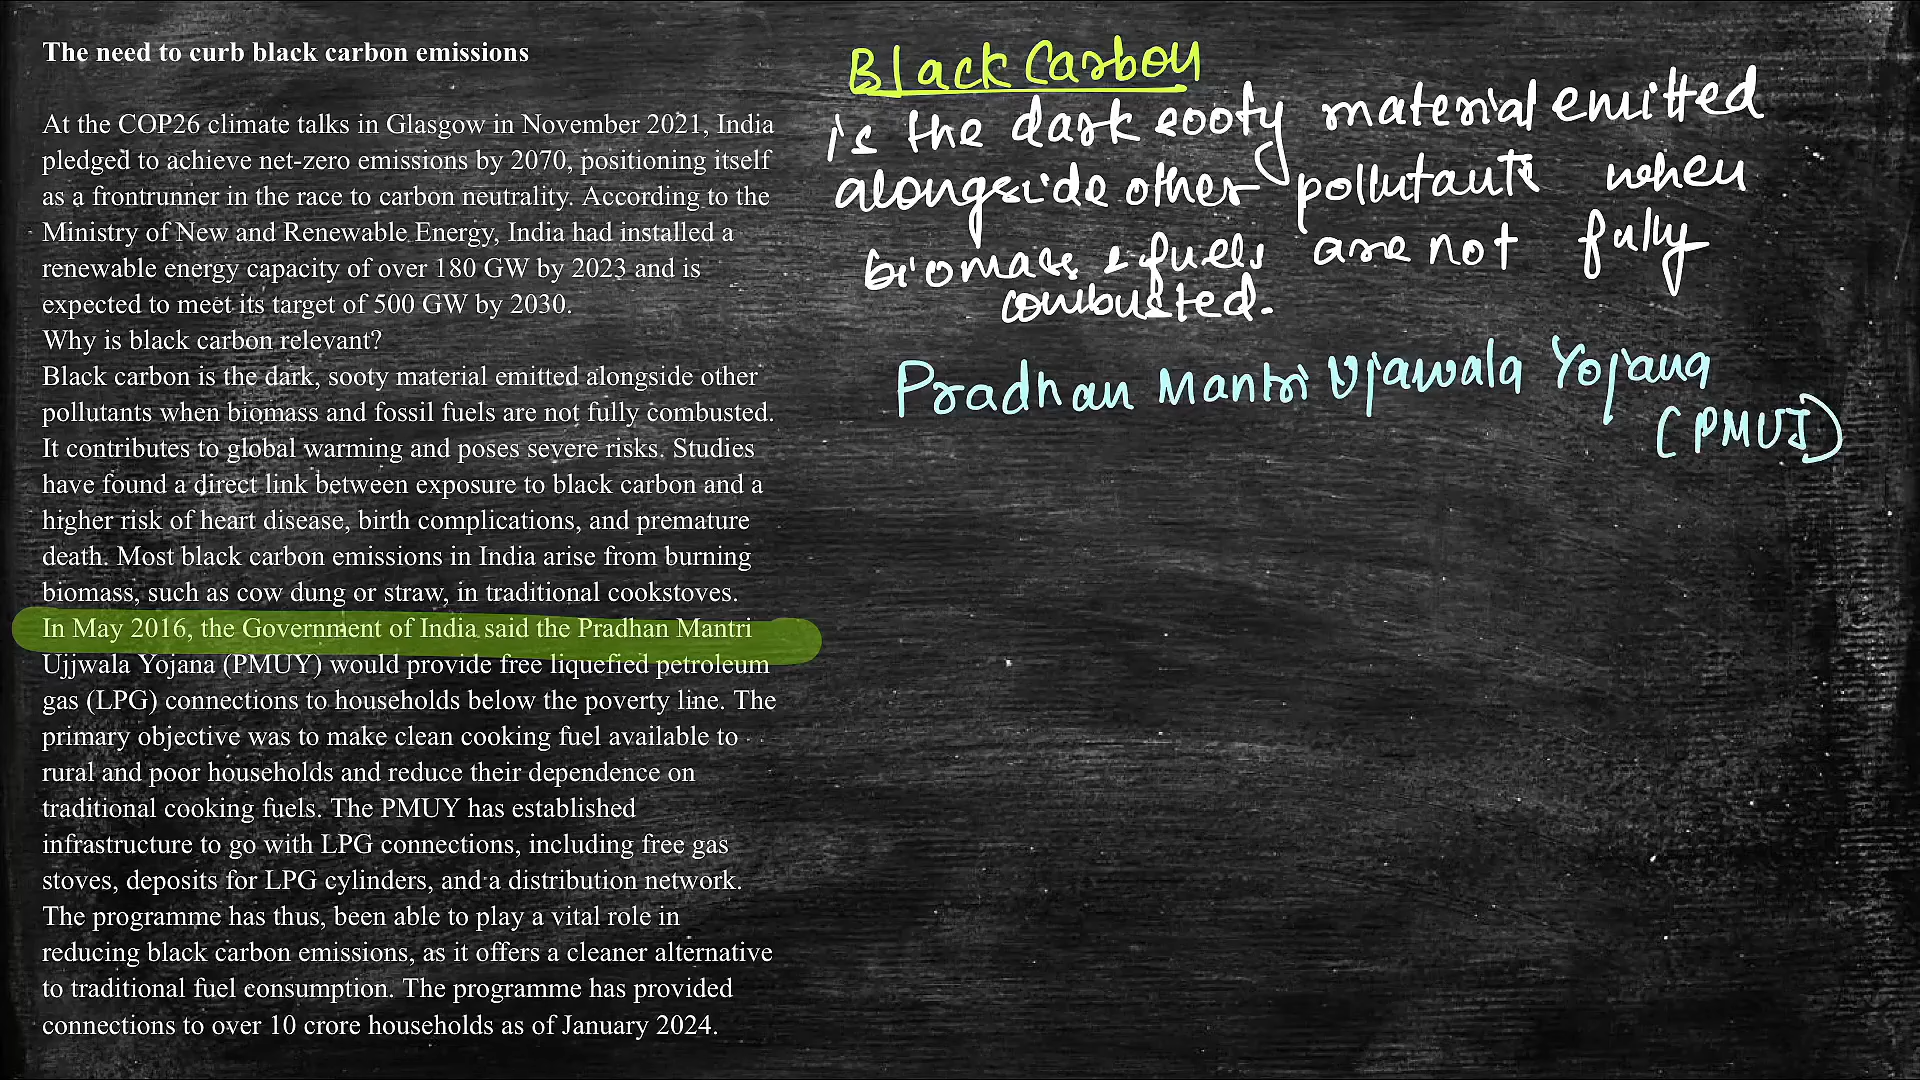 The need to curb black carbon emissions
At the COP26 climate talks in Glasgow in November 2021, India
pledged to achieve net-zero emissions by 2070, positioning itself
as a frontrunner in the race to carbon neutrality. According to the
Ministry of New and Renewable Energy, India had installed a
renewable energy capacity of over 180 GW by 2023 and is
expected to meet its target of 500 GW by 2030.
Why is black carbon relevant?
Black carbon is the dark, sooty material emitted alongside other
pollutants when biomass and fossil fuels are not fully combusted.
It contributes to global warming and poses severe risks. Studies
have found a direct link between exposure to black carbon and a
higher risk of heart disease, birth complications, and premature
death. Most black carbon emissions in India arise from burning
biomass, such as cow dung or straw, in traditional cookstoves.
In May 2016, the Government of India said the Pradhan Mantri
Ujjwala Yojana (PMUY) would provide free liquefied petroleum
gas (LPG) connections to households below the poverty line. The
primary objective was to make clean cooking fuel available to
rural and poor households and reduce their dependence on
traditional cooking fuels. The PMUY has established
infrastructure to go with LPG connections, including free gas
stoves, deposits for LPG cylinders, and a distribution network.
The programme has thus, been able to play a vital role in
reducing black carbon emissions, as it offers a cleaner alternative
to traditional fuel consumption. The programme has provided
connections to over 10 crore households as of January 2024.
Black Carbon
is the dark sooty material emitted
alongside other pollutants when
biomass & fuels are not fully
combusted.
Pradhan Mantri Ujawala Yojana
(PMUJ)